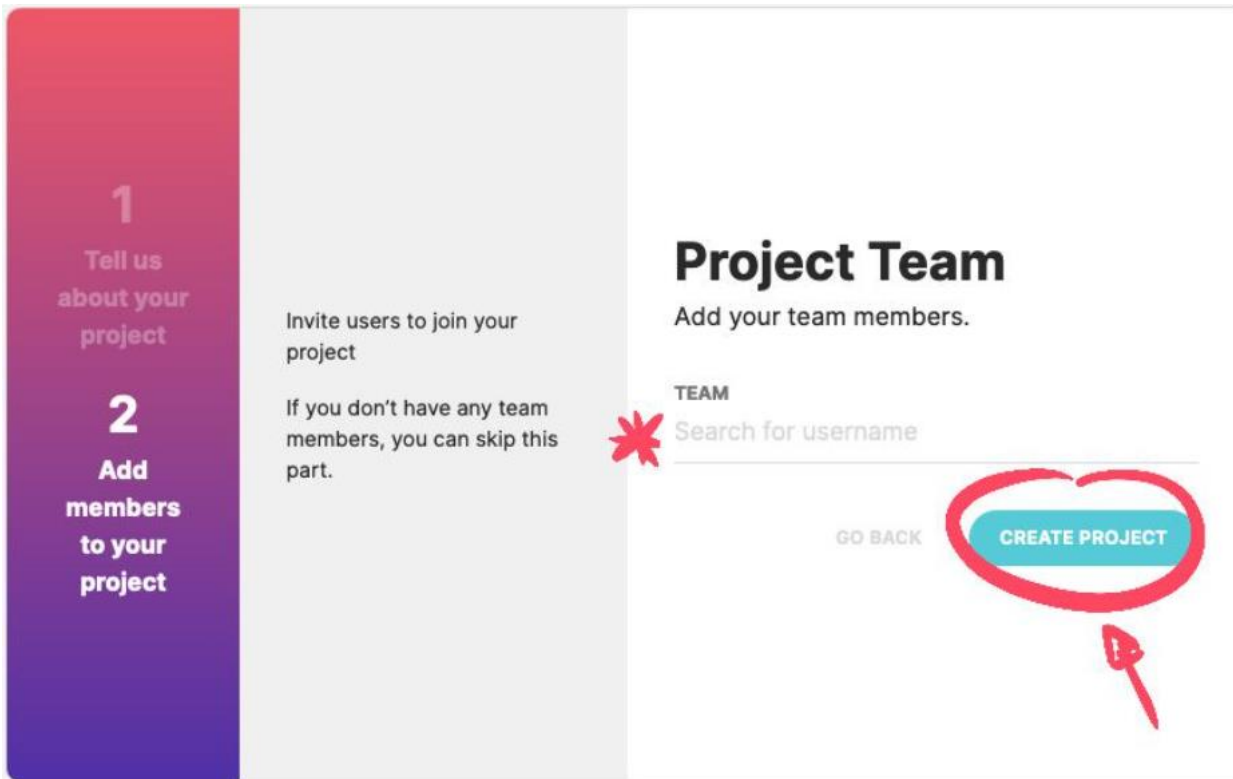 1
Tell us
about your
project
2
Add
members
to your
project
Invite users to join your
project
If you don't have any team
members, you can skip this
part.
Project Team
Add your team members.
TEAM
Search for username
GO BACK
CREATE PROJECT